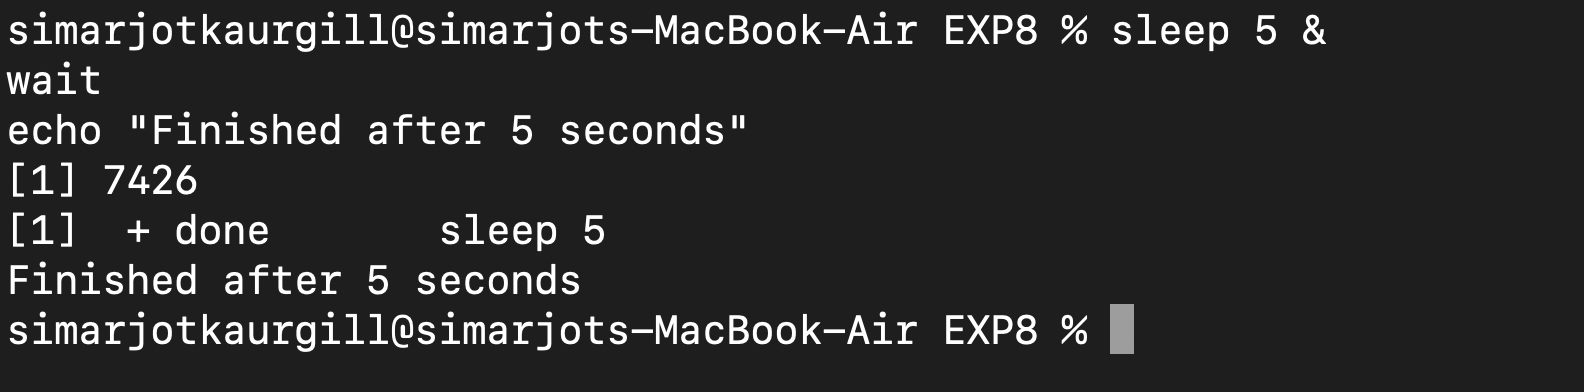 simarjotkaurgill@simarjots-MacBook-Air EXP8 % sleep 5 &
wait
echo "Finished after 5 seconds"
[1] 7426
[1]  + done       sleep 5
Finished after 5 seconds
simarjotkaurgill@simarjots-MacBook-Air EXP8 %